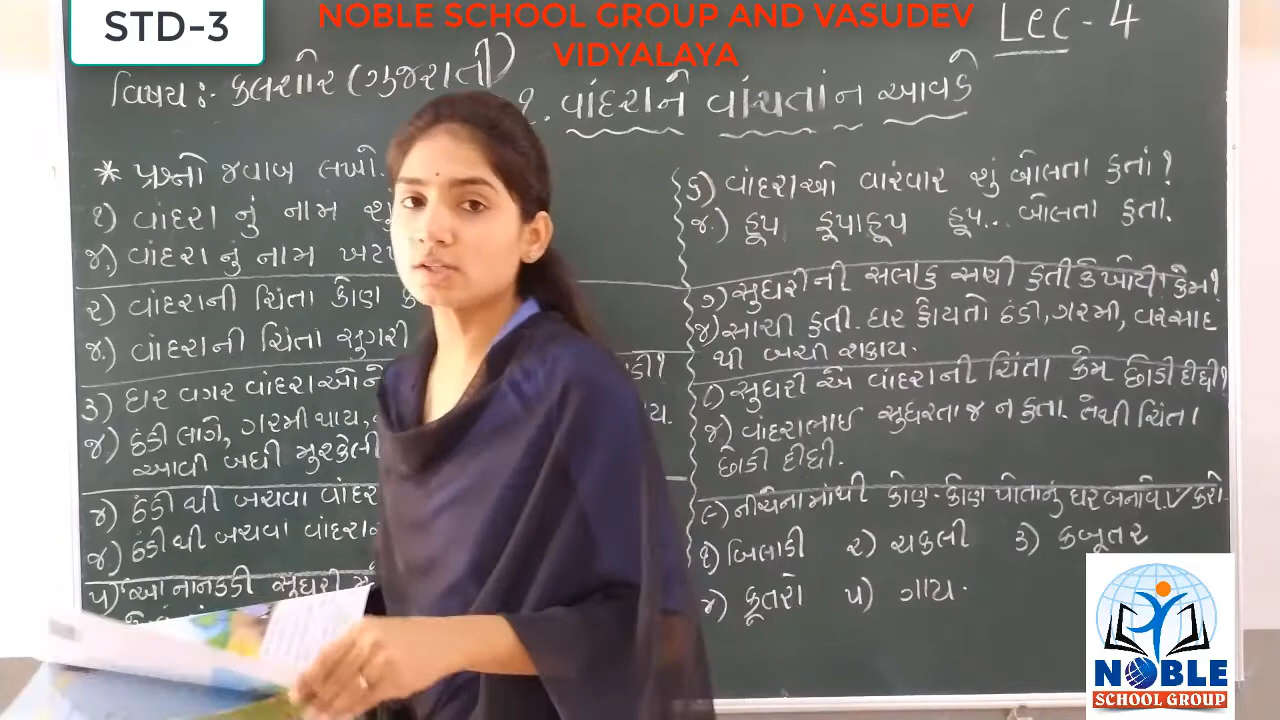 STD-3
NOBLE SCHOOL GROUP AND VASUDEV
VIDYALAYA
Lec - 4
વિષય :- કલશોર (ગુજરાતી)
૧. વાંદરાને વાંચતાં ન આવડે
* પ્રશ્નો જવાબ લખો.
૧) વાંદરા નું નામ
જ.) વાંદરા નું નામ
૨) વાંદરાની ચિંતા કોણ
જ.) વાંદરાની ચિંતા સુગરી
૩) ઘર વગર વાંદરાઓને
જ) ઠંડી લાગે, ગરમી થાય,
આવી બધી મુશ્કેલી
૪) ઠંડી થી બચવા
જ) ઠંડી થી બચવા
૫) આ નાનકડી સુઘરી
૬) વાંદરાઓ વારંવાર શું બોલતા હતાં?
જ.) હૂપ હૂપાહૂપ હૂપ... બોલતા હતા.
૭) સુઘરીની સલાહ સાચી હતી કે ખોટી? કેમ?
જ) સાચી હતી. ઘર હોયતો ઠંડી, ગરમી, વરસાદ
થી બચી શકાય.
૮) સુઘરી એ વાંદરાની ચિંતા કેમ છોડી દીધી?
જ) વાંદરાભાઈ સુધરતા જ ન હતા. તેથી ચિંતા
છોડી દીધી.
૯) નીચેનામાંથી કોણ-કોણ પોતાનું ઘર બનાવે. ✓ કરો.
૧) બિલાડી ૨) ચકલી ૩) કબૂતર
૪) કૂતરો ૫) ગાય.
NOBLE
SCHOOL GROUP